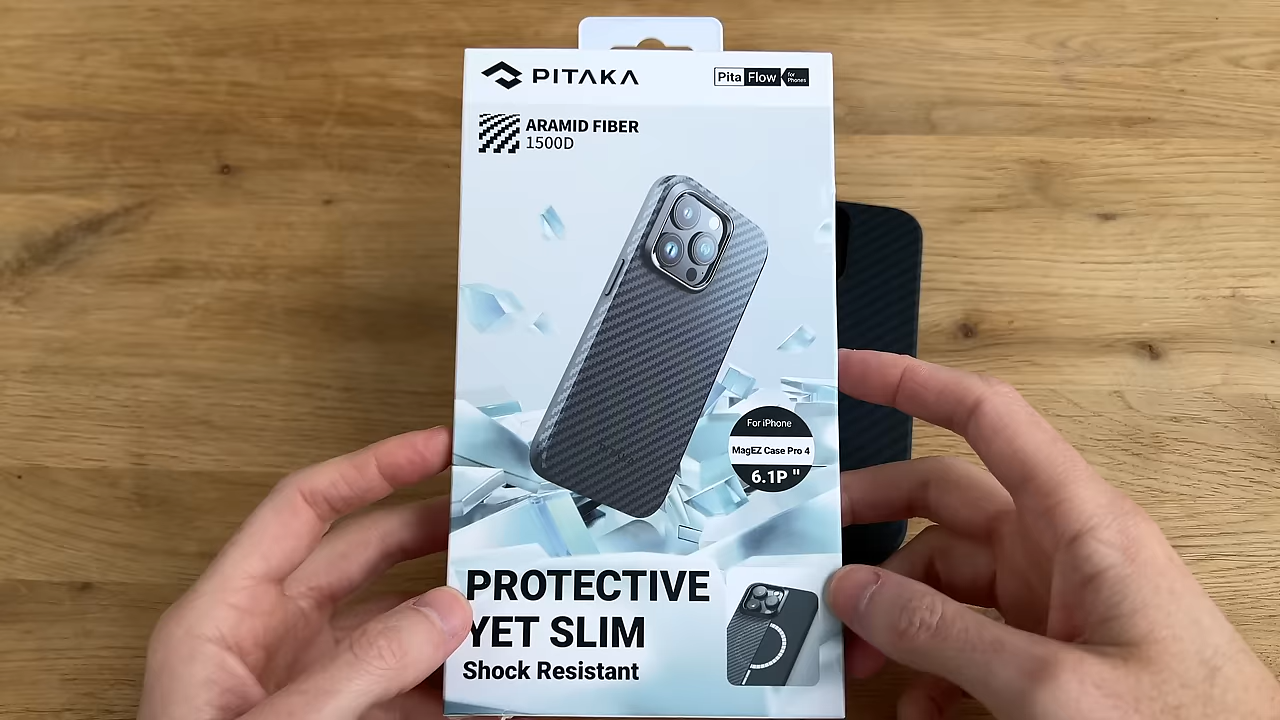 PITAKA
Pita Flow for Phones
ARAMID FIBER
1500D
For iPhone
MagEZ Case Pro 4
6.1P "
PROTECTIVE
YET SLIM
Shock Resistant